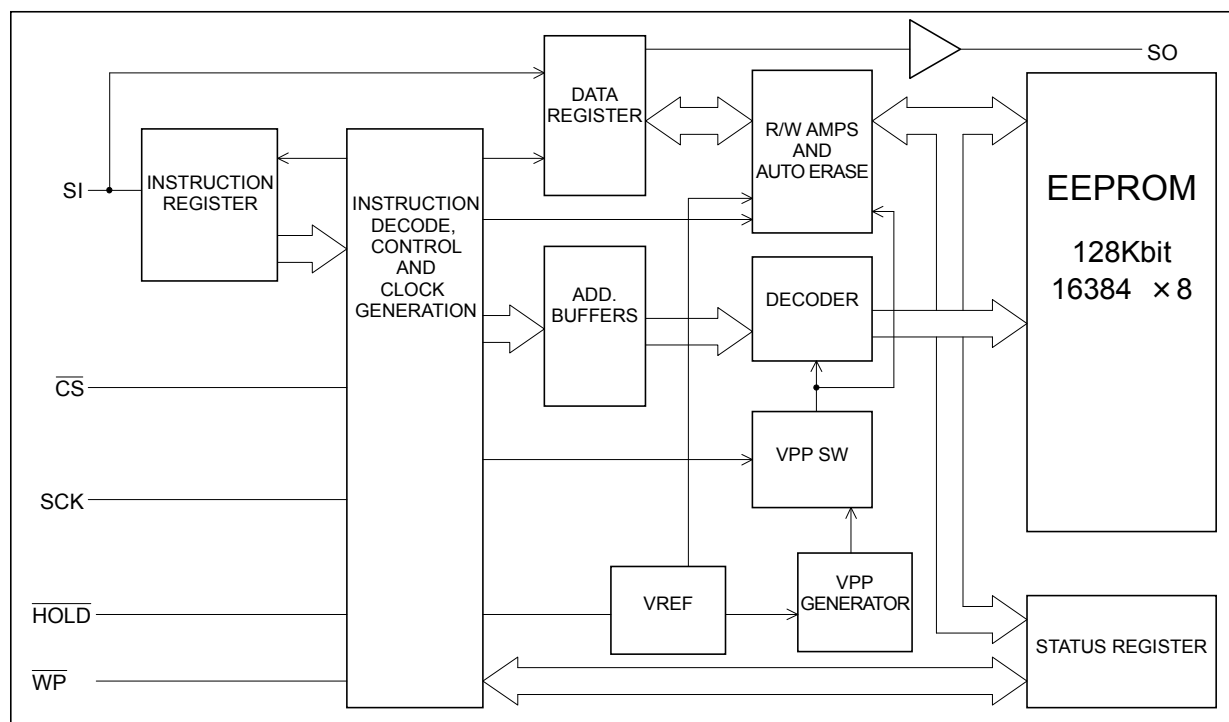 SO
DATA
REGISTER
R/W AMPS
AND
AUTO ERASE
EEPROM
128Kbit
16384 × 8
SI
INSTRUCTION
REGISTER
INSTRUCTION
DECODE,
CONTROL
AND
CLOCK
GENERATION
ADD.
BUFFERS
DECODER
CS
VPP SW
SCK
HOLD
VREF
VPP
GENERATOR
STATUS REGISTER
WP